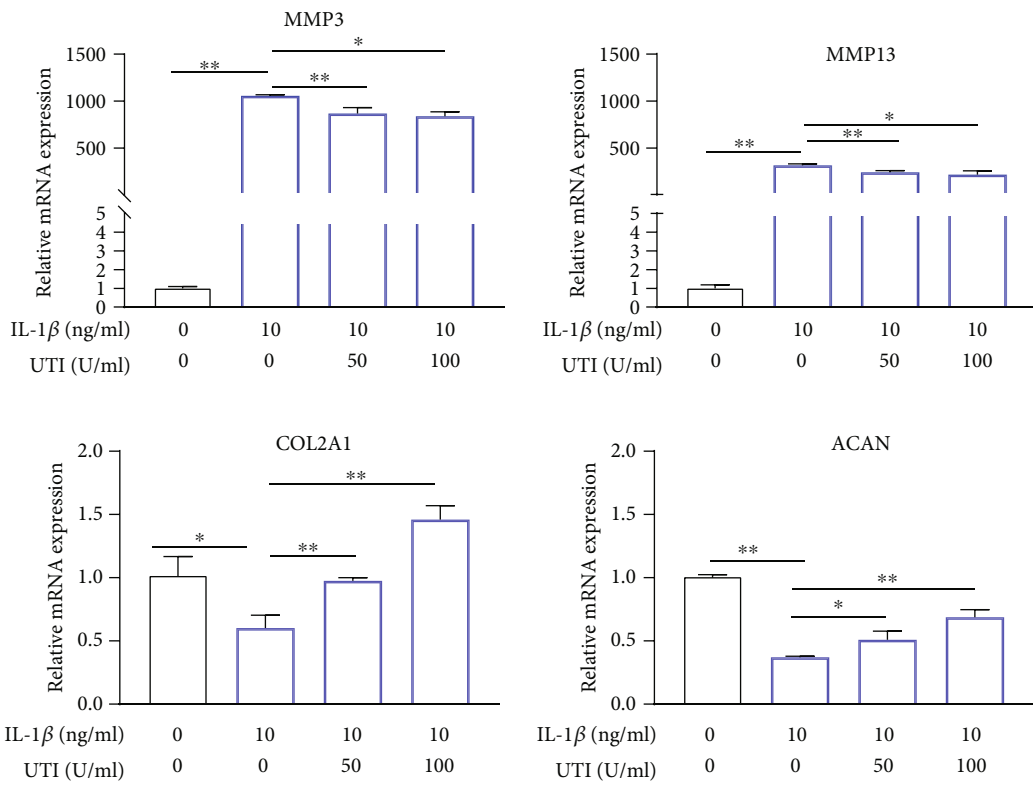 MMP3
Relative mRNA expression
1500
1000
500
5
4
3
2
1
0
**
**
*
IL-1β (ng/ml) 0 10 10 10
UTI (U/ml) 0 0 50 100
MMP13
Relative mRNA expression
1500
1000
500
5
4
3
2
1
0
**
**
*
IL-1β (ng/ml) 0 10 10 10
UTI (U/ml) 0 0 50 100
COL2A1
Relative mRNA expression
2.0
1.5
1.0
0.5
0.0
*
**
**
IL-1β (ng/ml) 0 10 10 10
UTI (U/ml) 0 0 50 100
ACAN
Relative mRNA expression
2.0
1.5
1.0
0.5
0.0
**
*
**
IL-1β (ng/ml) 0 10 10 10
UTI (U/ml) 0 0 50 100